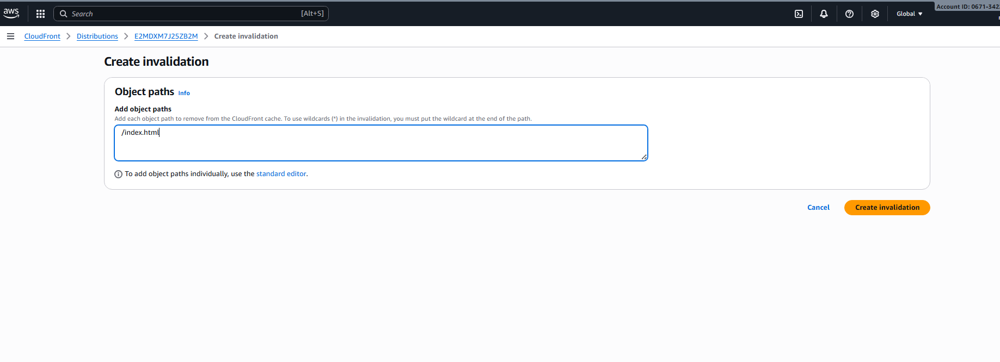 aws
Search [Alt+S]
Global
Account ID: 0671-342
CloudFront
Distributions
E2MDXM7J25ZB2M
Create invalidation
Create invalidation
Object paths Info
Add object paths
Add each object path to remove from the CloudFront cache. To use wildcards (*) in the invalidation, you must put the wildcard at the end of the path.
/index.html
To add object paths individually, use the standard editor.
Cancel
Create invalidation